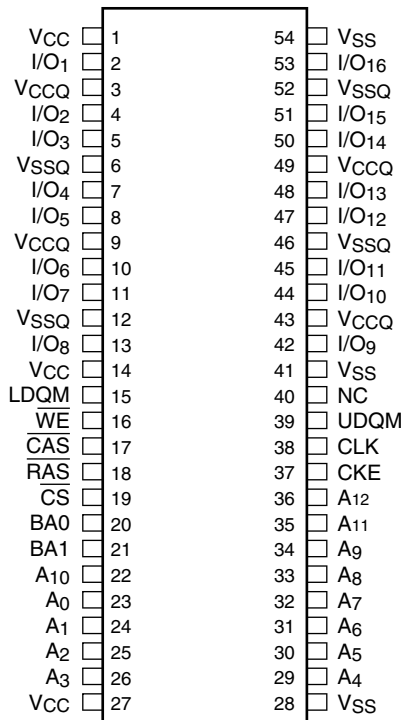 VCC 1 54 VSS
I/O1 2 53 I/O16
VCCQ 3 52 VSSQ
I/O2 4 51 I/O15
I/O3 5 50 I/O14
VSSQ 6 49 VCCQ
I/O4 7 48 I/O13
I/O5 8 47 I/O12
VCCQ 9 46 VSSQ
I/O6 10 45 I/O11
I/O7 11 44 I/O10
VSSQ 12 43 VCCQ
I/O8 13 42 I/O9
VCC 14 41 VSS
LDQM 15 40 NC
W̅E̅ 16 39 UDQM
C̅A̅S̅ 17 38 CLK
R̅A̅S̅ 18 37 CKE
C̅S̅ 19 36 A12
BA0 20 35 A11
BA1 21 34 A9
A10 22 33 A8
A0 23 32 A7
A1 24 31 A6
A2 25 30 A5
A3 26 29 A4
VCC 27 28 VSS